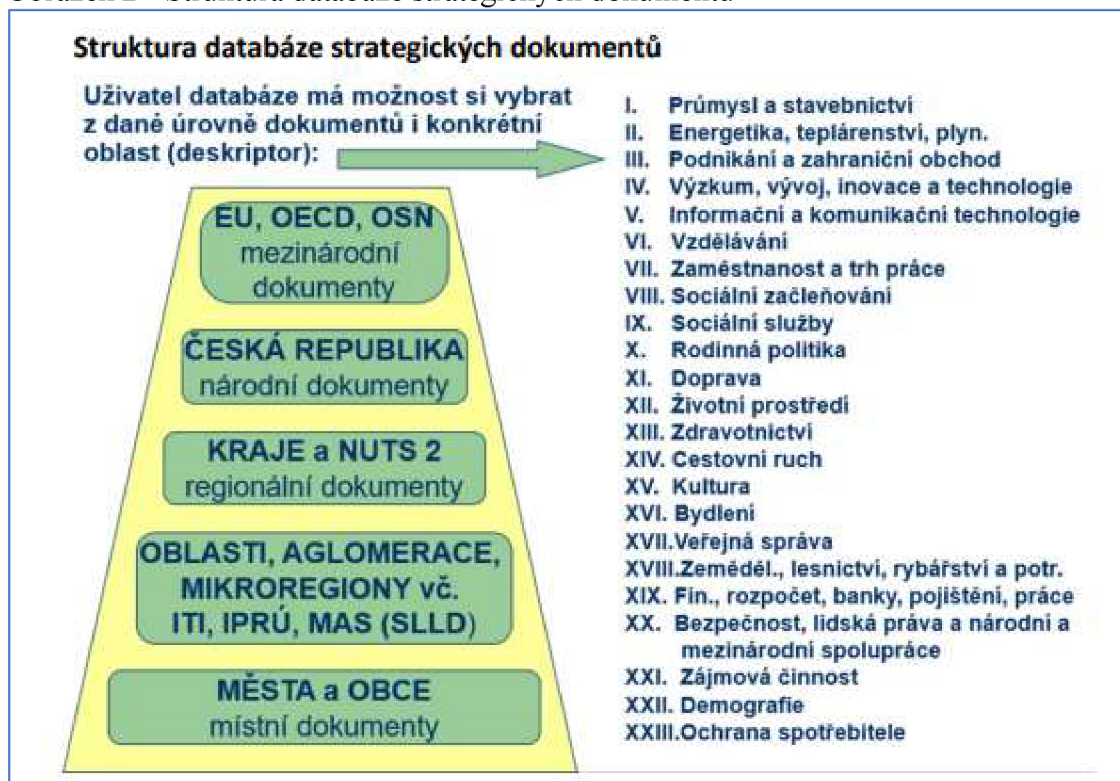 Struktura databáze strategických dokumentů
Uživatel databáze má možnost si vybrat
z dané úrovně dokumentů i konkrétní
oblast (deskriptor):
EU, OECD, OSN
mezinárodní
dokumenty
ČESKÁ REPUBLIKA
národní dokumenty
KRAJE a NUTS 2
regionální dokumenty
OBLASTI, AGLOMERACE,
MIKROREGIONY vč.
ITI, IPRÚ, MAS (SLLD)
MĚSTA a OBCE
místní dokumenty
I. Průmysl a stavebnictví
II. Energetika, teplárenství, plyn.
III. Podnikání a zahraniční obchod
IV. Výzkum, vývoj, inovace a technologie
V. Informační a komunikační technologie
VI. Vzdělávání
VII. Zaměstnanost a trh práce
VIII. Sociální začleňování
IX. Sociální služby
X. Rodinná politika
XI. Doprava
XII. Životní prostředí
XIII. Zdravotnictví
XIV. Cestovní ruch
XV. Kultura
XVI. Bydlení
XVII.Veřejná správa
XVIII.Zeměděl., lesnictví, rybářství a potr.
XIX. Fin., rozpočet, banky, pojištění, práce
XX. Bezpečnost, lidská práva a národní a
mezinárodní spolupráce
XXI. Zájmová činnost
XXII. Demografie
XXIII.Ochrana spotřebitele